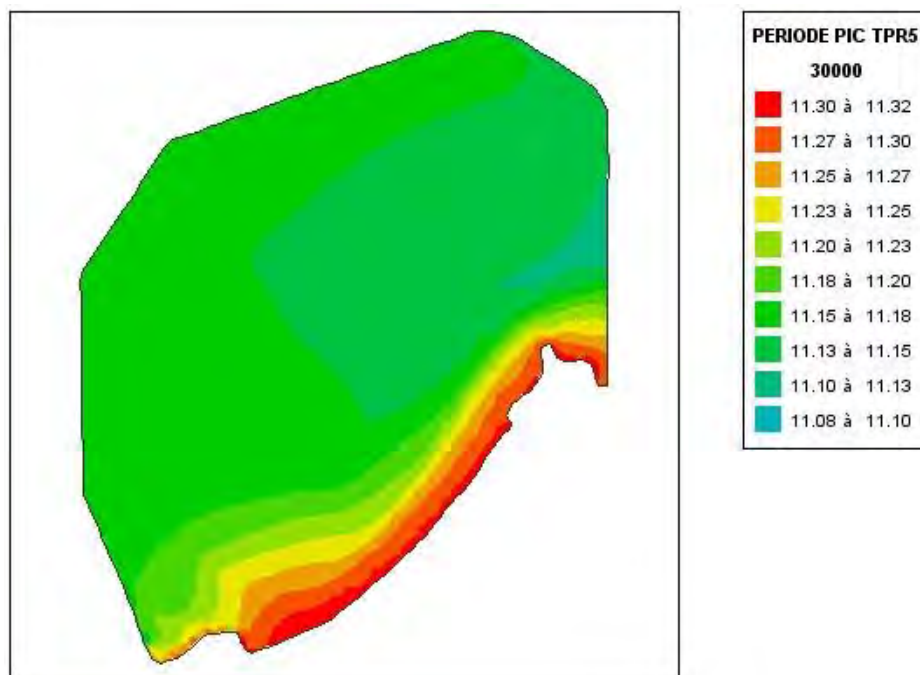 PERIODE PIC TPR5
30000
11.30 à 11.32
11.27 à 11.30
11.25 à 11.27
11.23 à 11.25
11.20 à 11.23
11.18 à 11.20
11.15 à 11.18
11.13 à 11.15
11.10 à 11.13
11.08 à 11.10